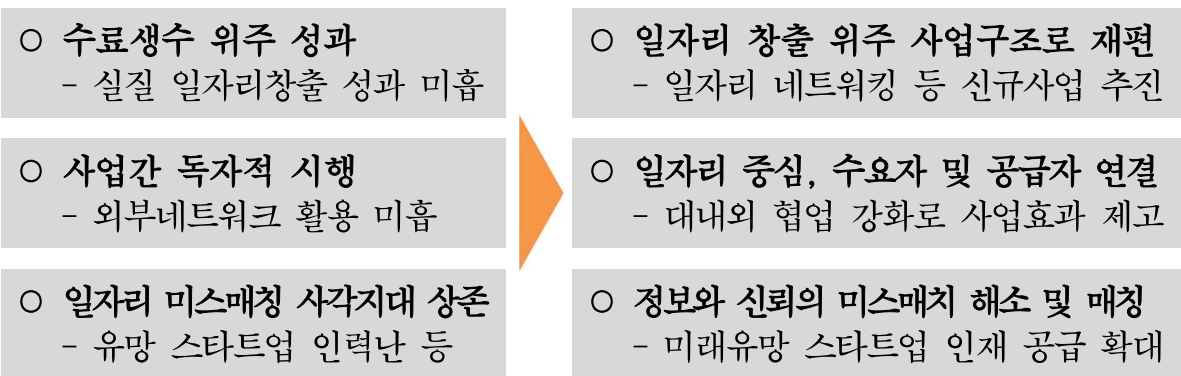 ○ 수료생수 위주 성과
- 실질 일자리창출 성과 미흡
○ 사업간 독자적 시행
- 외부네트워크 활용 미흡
○ 일자리 미스매칭 사각지대 상존
- 유망 스타트업 인력난 등
○ 일자리 창출 위주 사업구조로 재편
- 일자리 네트워킹 등 신규사업 추진
○ 일자리 중심, 수요자 및 공급자 연결
- 대내외 협업 강화로 사업효과 제고
○ 정보와 신뢰의 미스매치 해소 및 매칭
- 미래유망 스타트업 인재 공급 확대